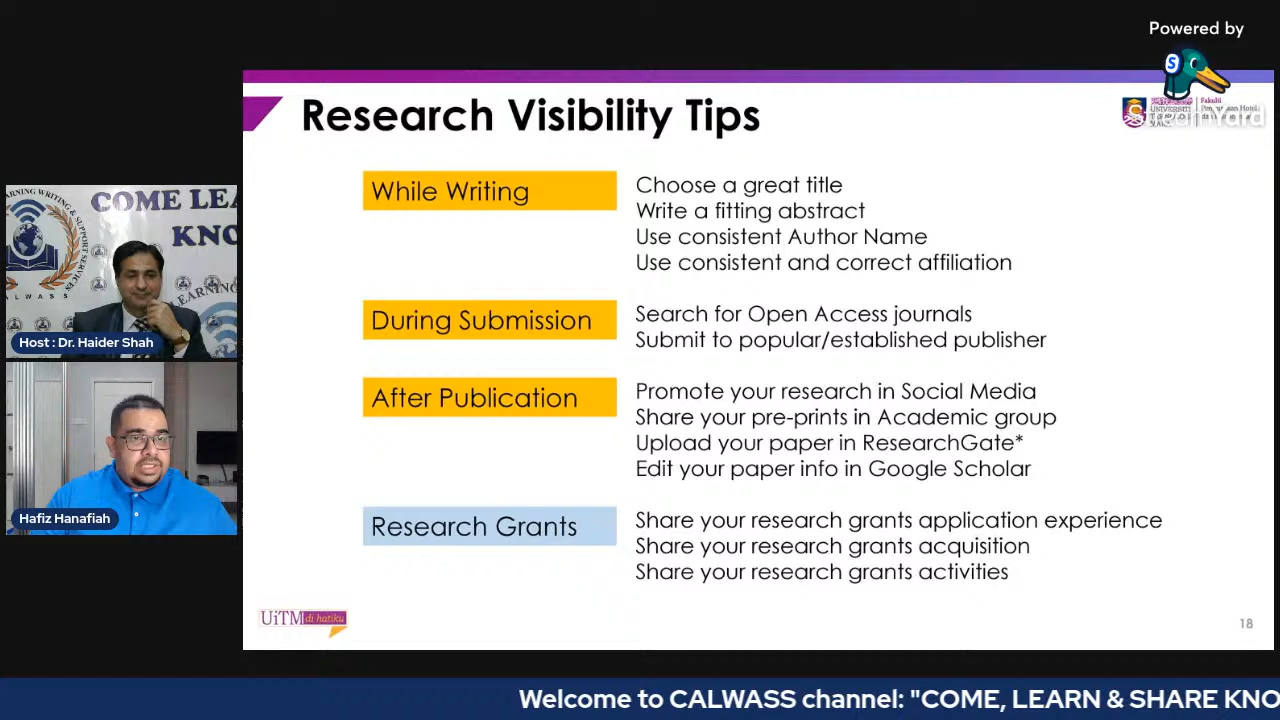 Powered by
Research Visibility Tips
While Writing
Choose a great title
Write a fitting abstract
Use consistent Author Name
Use consistent and correct affiliation
During Submission
Search for Open Access journals
Submit to popular/established publisher
After Publication
Promote your research in Social Media
Share your pre-prints in Academic group
Upload your paper in ResearchGate*
Edit your paper info in Google Scholar
Research Grants
Share your research grants application experience
Share your research grants acquisition
Share your research grants activities
UiTM di hatiku
18
COME LEA
KNO
Host : Dr. Haider Shah
Hafiz Hanafiah
Welcome to CALWASS channel: "COME, LEARN & SHARE KNO